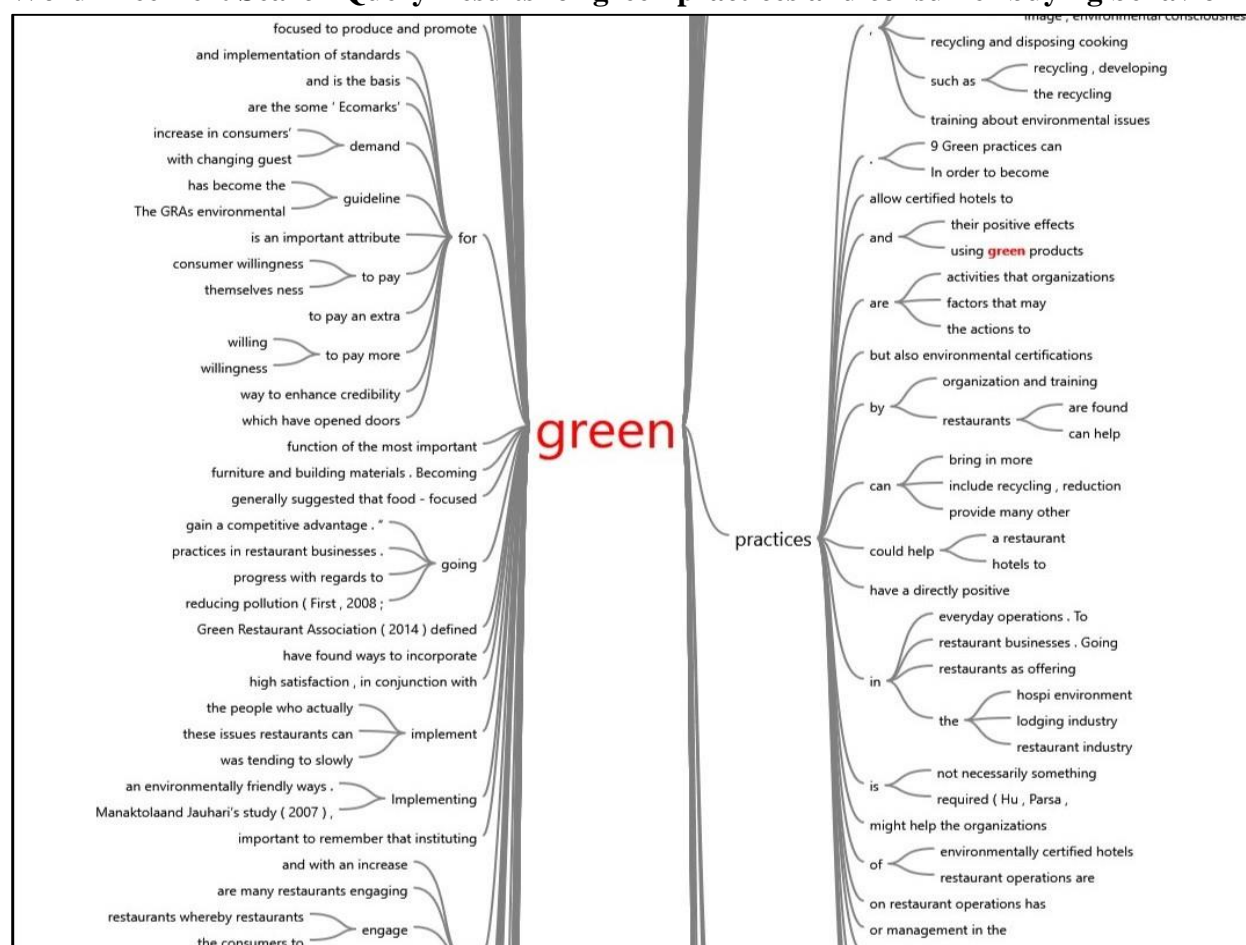 focused to produce and promote
and implementation of standards
and is the basis
are the some ' Ecomarks'
increase in consumers'
with changing guest
demand
has become the
The GRAs environmental
guideline
is an important attribute
for
consumer willingness
themselves ness
to pay
to pay an extra
willing
willingness
to pay more
way to enhance credibility
which have opened doors
function of the most important
furniture and building materials . Becoming
generally suggested that food - focused
gain a competitive advantage . "
practices in restaurant businesses .
progress with regards to
reducing pollution ( First , 2008 ;
going
Green Restaurant Association ( 2014 ) defined
have found ways to incorporate
high satisfaction , in conjunction with
the people who actually
these issues restaurants can
was tending to slowly
implement
an environmentally friendly ways .
Manaktolaand Jauhari's study ( 2007 ) ,
Implementing
important to remember that instituting
and with an increase
are many restaurants engaging
restaurants whereby restaurants
the consumers to
engage
green
practices
,
image , environmental consciousnes
recycling and disposing cooking
such as
recycling , developing
the recycling
training about environmental issues
.
9 Green practices can
In order to become
allow certified hotels to
and
their positive effects
using green products
are
activities that organizations
factors that may
the actions to
but also environmental certifications
by
organization and training
restaurants
are found
can help
can
bring in more
include recycling , reduction
provide many other
could help
a restaurant
hotels to
have a directly positive
in
everyday operations . To
restaurant businesses . Going
restaurants as offering
the
hospi environment
lodging industry
restaurant industry
is
not necessarily something
required ( Hu , Parsa ,
might help the organizations
of
environmentally certified hotels
restaurant operations are
on restaurant operations has
or management in the